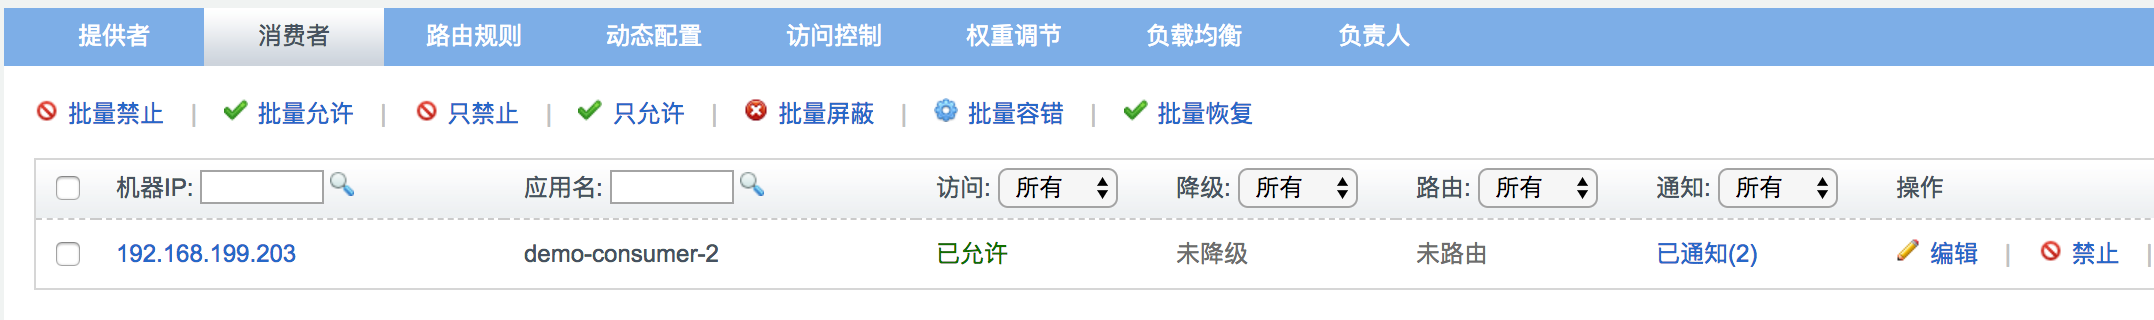 提供者 消费者 路由规则 动态配置 访问控制 权重调节 负载均衡 负责人
批量禁止 | 批量允许 | 只禁止 | 只允许 | 批量屏蔽 | 批量容错 | 批量恢复
机器IP: 应用名: 访问: 所有 降级: 所有 路由: 所有 通知: 所有 操作
192.168.199.203 demo-consumer-2 已允许 未降级 未路由 已通知(2) 编辑 | 禁止 |